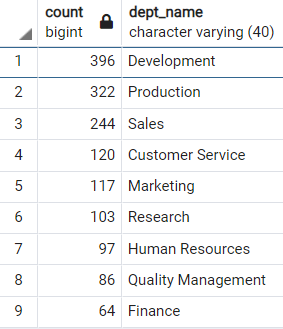 count dept_name
bigint character varying (40)
1 396 Development
2 322 Production
3 244 Sales
4 120 Customer Service
5 117 Marketing
6 103 Research
7 97 Human Resources
8 86 Quality Management
9 64 Finance